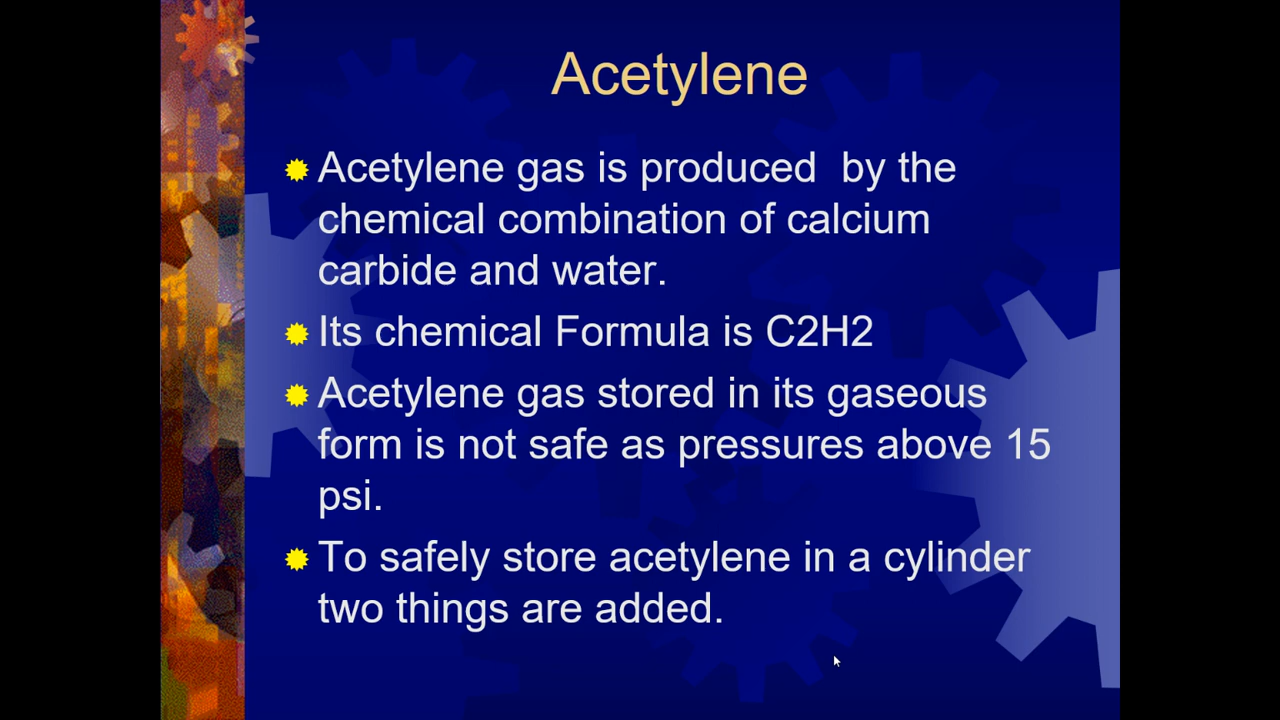 Acetylene
Acetylene gas is produced  by the
chemical combination of calcium
carbide and water.
Its chemical Formula is C2H2
Acetylene gas stored in its gaseous
form is not safe as pressures above 15
psi.
To safely store acetylene in a cylinder
two things are added.